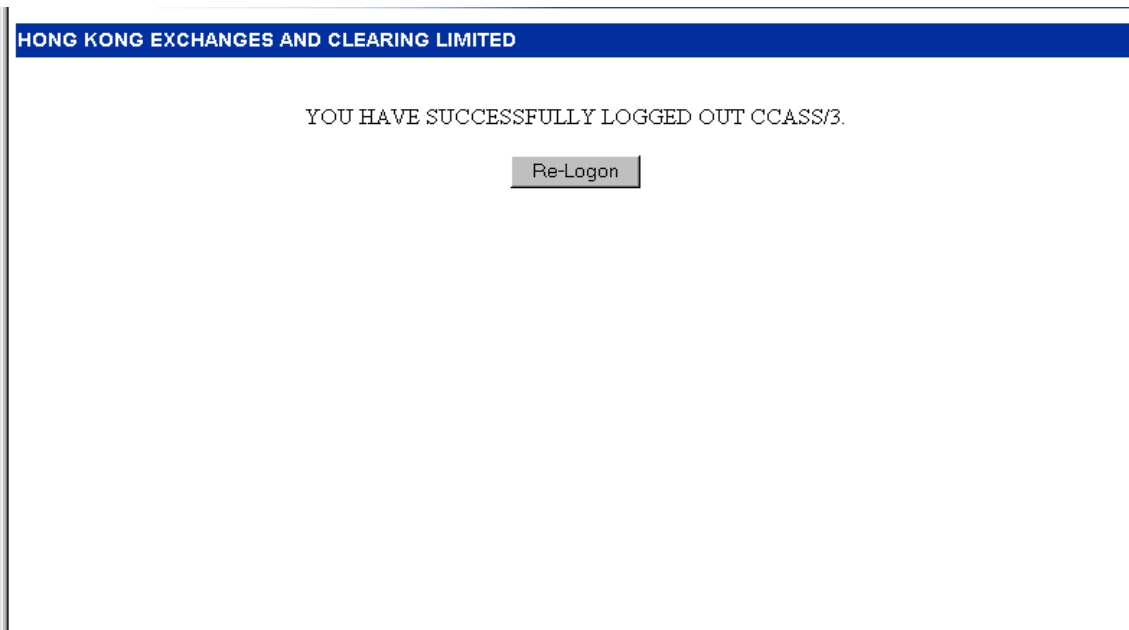 HONG KONG EXCHANGES AND CLEARING LIMITED
YOU HAVE SUCCESSFULLY LOGGED OUT CCASS/3.
Re-Logon